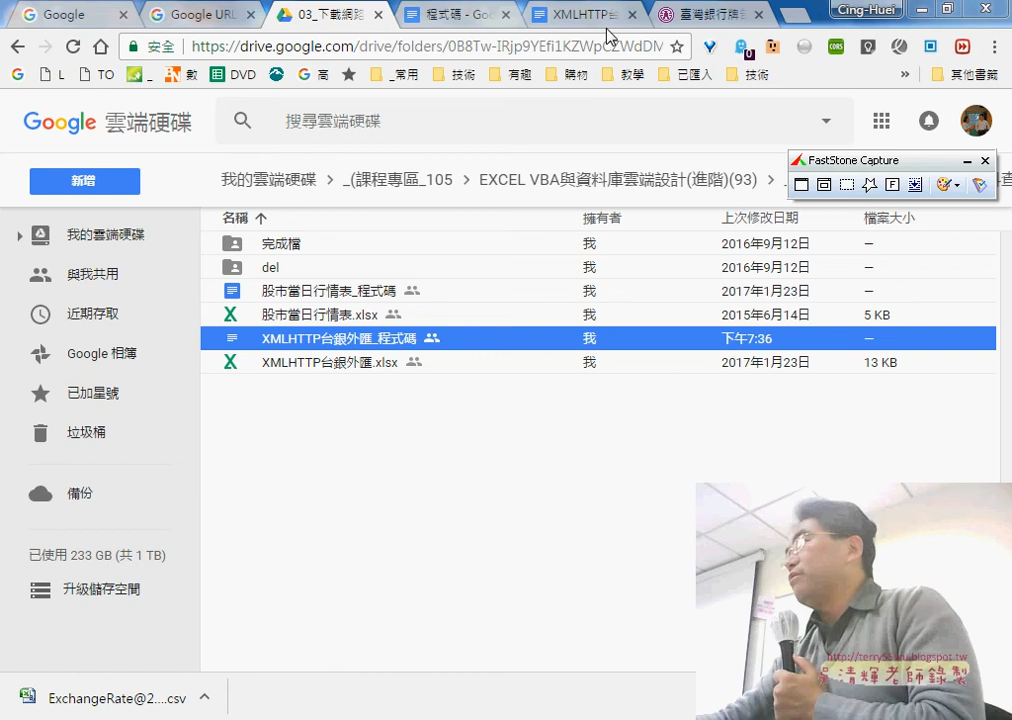 Google
Google URL
03_下載網路
程式碼 - Goo
XMLHTTP台
臺灣銀行牌
Cing-Huei
安全
https://drive.google.com/drive/folders/0B8Tw-IRjp9YEfi1KZWpCZWdDM
0
L
TO
_
數
DVD
高
_常用
技術
有趣
購物
教學
已匯入
技術
»
其他書籤
Google 雲端硬碟
搜尋雲端硬碟
新增
我的雲端硬碟 > _(課程專區_105 > EXCEL VBA與資料庫雲端設計(進階)(93) >
FastStone Capture
名稱 ↑ 擁有者 上次修改日期 檔案大小
我的雲端硬碟
與我共用
近期存取
Google 相簿
已加星號
垃圾桶
備份
已使用 233 GB (共 1 TB)
升級儲存空間
完成檔 我 2016年9月12日 –
del 我 2016年9月12日 –
股市當日行情表_程式碼 我 2017年1月23日 –
股市當日行情表.xlsx 我 2015年6月14日 5 KB
XMLHTTP台銀外匯_程式碼 我 下午7:36 –
XMLHTTP台銀外匯.xlsx 我 2017年1月23日 13 KB
http://terry55wu.blogspot.tw
吳清輝老師錄製
ExchangeRate@2....csv